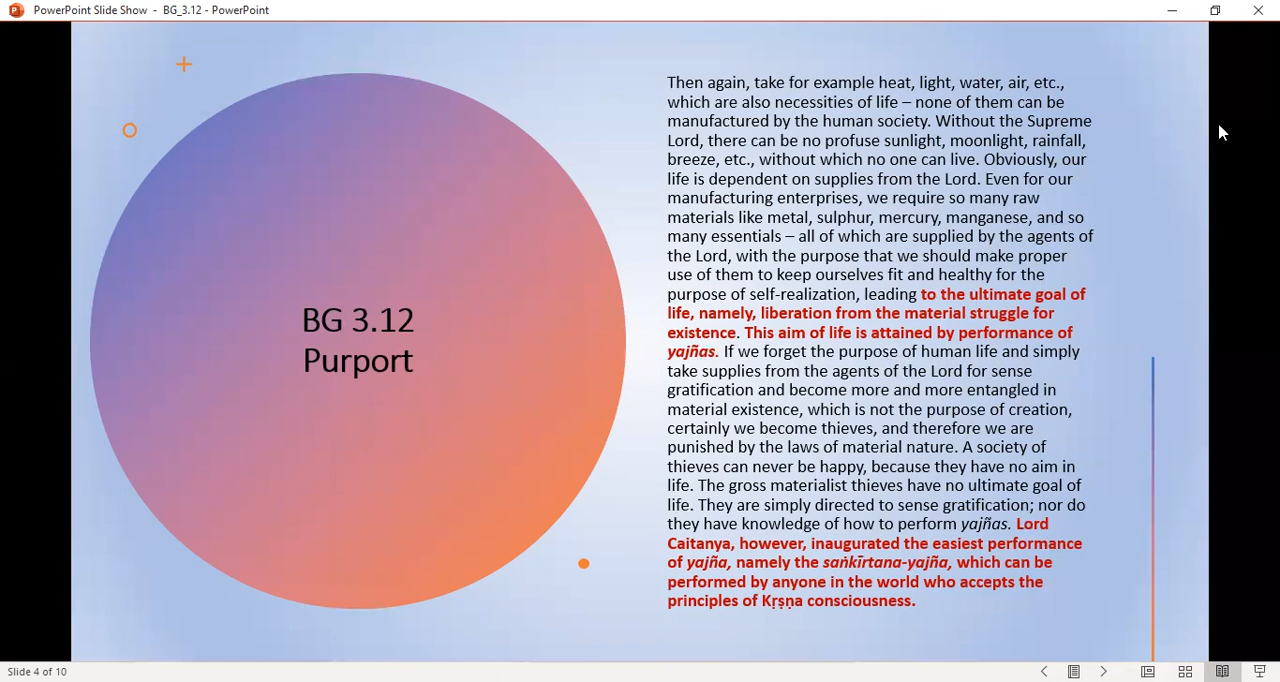 PowerPoint Slide Show - BG_3.12 - PowerPoint
BG 3.12
Purport
Then again, take for example heat, light, water, air, etc.,
which are also necessities of life – none of them can be
manufactured by the human society. Without the Supreme
Lord, there can be no profuse sunlight, moonlight, rainfall,
breeze, etc., without which no one can live. Obviously, our
life is dependent on supplies from the Lord. Even for our
manufacturing enterprises, we require so many raw
materials like metal, sulphur, mercury, manganese, and so
many essentials – all of which are supplied by the agents of
the Lord, with the purpose that we should make proper
use of them to keep ourselves fit and healthy for the
purpose of self-realization, leading to the ultimate goal of
life, namely, liberation from the material struggle for
existence. This aim of life is attained by performance of
yajñas. If we forget the purpose of human life and simply
take supplies from the agents of the Lord for sense
gratification and become more and more entangled in
material existence, which is not the purpose of creation,
certainly we become thieves, and therefore we are
punished by the laws of material nature. A society of
thieves can never be happy, because they have no aim in
life. The gross materialist thieves have no ultimate goal of
life. They are simply directed to sense gratification; nor do
they have knowledge of how to perform yajñas. Lord
Caitanya, however, inaugurated the easiest performance
of yajña, namely the saṅkīrtana-yajña, which can be
performed by anyone in the world who accepts the
principles of Kṛṣṇa consciousness.
Slide 4 of 10